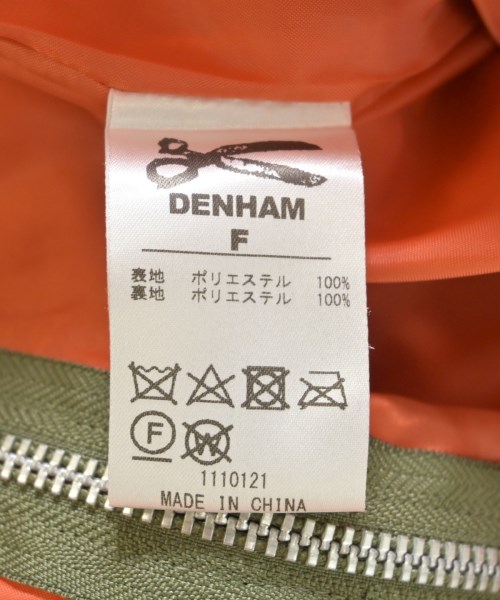 DENHAM
F
表地 ポリエステル 100%
裏地 ポリエステル 100%
F W
1110121
MADE IN CHINA